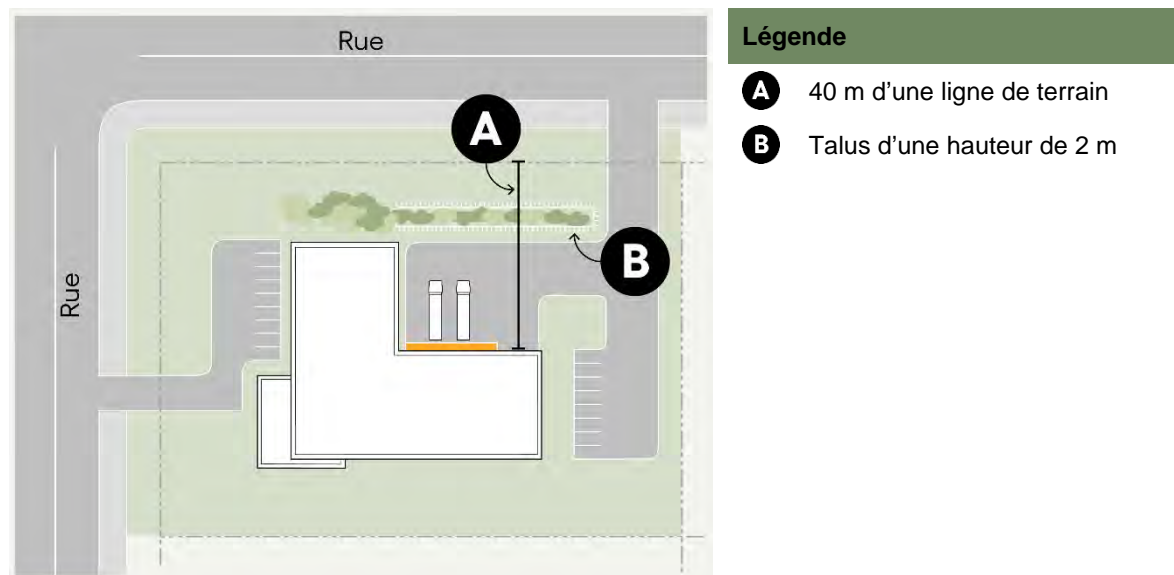 Rue
Rue
A
B
Légende
A 40 m d’une ligne de terrain
B Talus d’une hauteur de 2 m